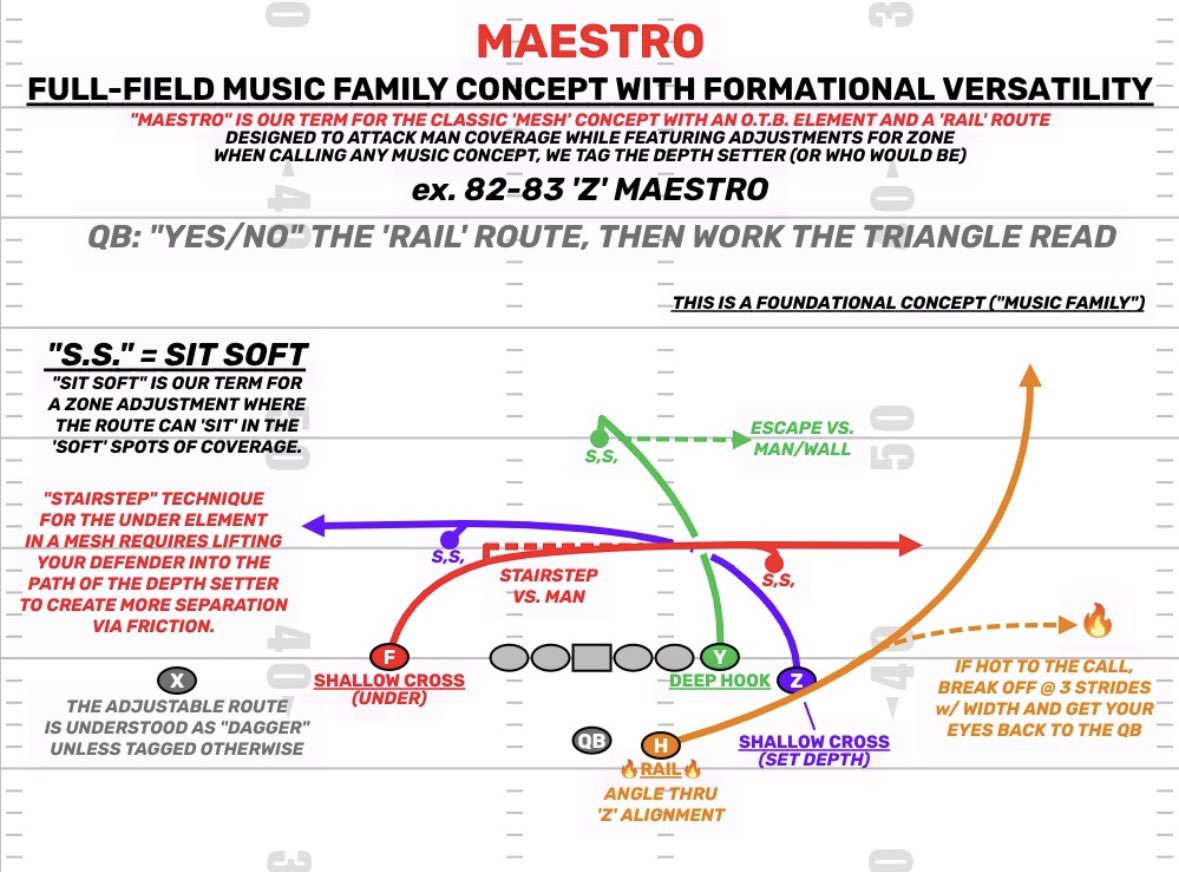 MAESTRO
FULL-FIELD MUSIC FAMILY CONCEPT WITH FORMATIONAL VERSATILITY
"MAESTRO" IS OUR TERM FOR THE CLASSIC 'MESH' CONCEPT WITH AN O.T.B. ELEMENT AND A 'RAIL' ROUTE
DESIGNED TO ATTACK MAN COVERAGE WHILE FEATURING ADJUSTMENTS FOR ZONE
WHEN CALLING ANY MUSIC CONCEPT, WE TAG THE DEPTH SETTER (OR WHO WOULD BE)
ex. 82-83 'Z' MAESTRO
QB: "YES/NO" THE 'RAIL' ROUTE, THEN WORK THE TRIANGLE READ
THIS IS A FOUNDATIONAL CONCEPT ("MUSIC FAMILY")
"S.S." = SIT SOFT
"SIT SOFT" IS OUR TERM FOR
A ZONE ADJUSTMENT WHERE
THE ROUTE CAN 'SIT' IN THE
'SOFT' SPOTS OF COVERAGE.
ESCAPE VS.
MAN/WALL
S,S,
50
"STAIRSTEP" TECHNIQUE
FOR THE UNDER ELEMENT
IN A MESH REQUIRES LIFTING
YOUR DEFENDER INTO THE
PATH OF THE DEPTH SETTER
TO CREATE MORE SEPARATION
VIA FRICTION.
S,S,
STAIRSTEP
VS. MAN
S,S,
F
SHALLOW CROSS
(UNDER)
Y
DEEP HOOK
Z
SHALLOW CROSS
(SET DEPTH)
X
THE ADJUSTABLE ROUTE
IS UNDERSTOOD AS "DAGGER"
UNLESS TAGGED OTHERWISE
QB
H
RAIL
ANGLE THRU
'Z' ALIGNMENT
IF HOT TO THE CALL,
BREAK OFF @ 3 STRIDES
w/ WIDTH AND GET YOUR
EYES BACK TO THE QB